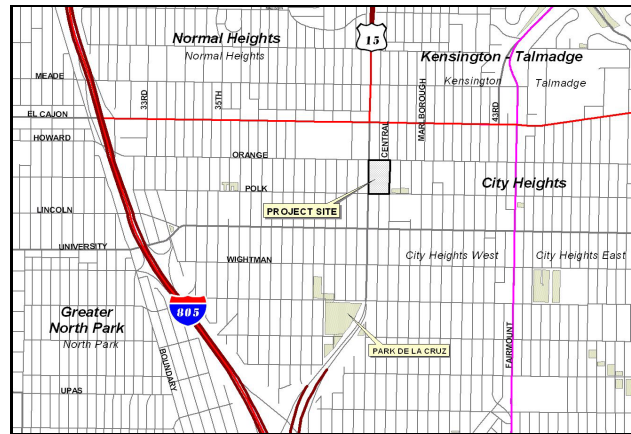 Normal Heights
Normal Heights
15
Kensington - Talmadge
Kensington
Talmadge
MEADE
33RD
35TH
MARLBOROUGH
43RD
EL CAJON
HOWARD
CENTRAL
ORANGE
POLK
City Heights
LINCOLN
PROJECT SITE
UNIVERSITY
WIGHTMAN
City Heights West
City Heights East
805
Greater
North Park
North Park
BOUNDARY
PARK DE LA CRUZ
FAIRMOUNT
UPAS